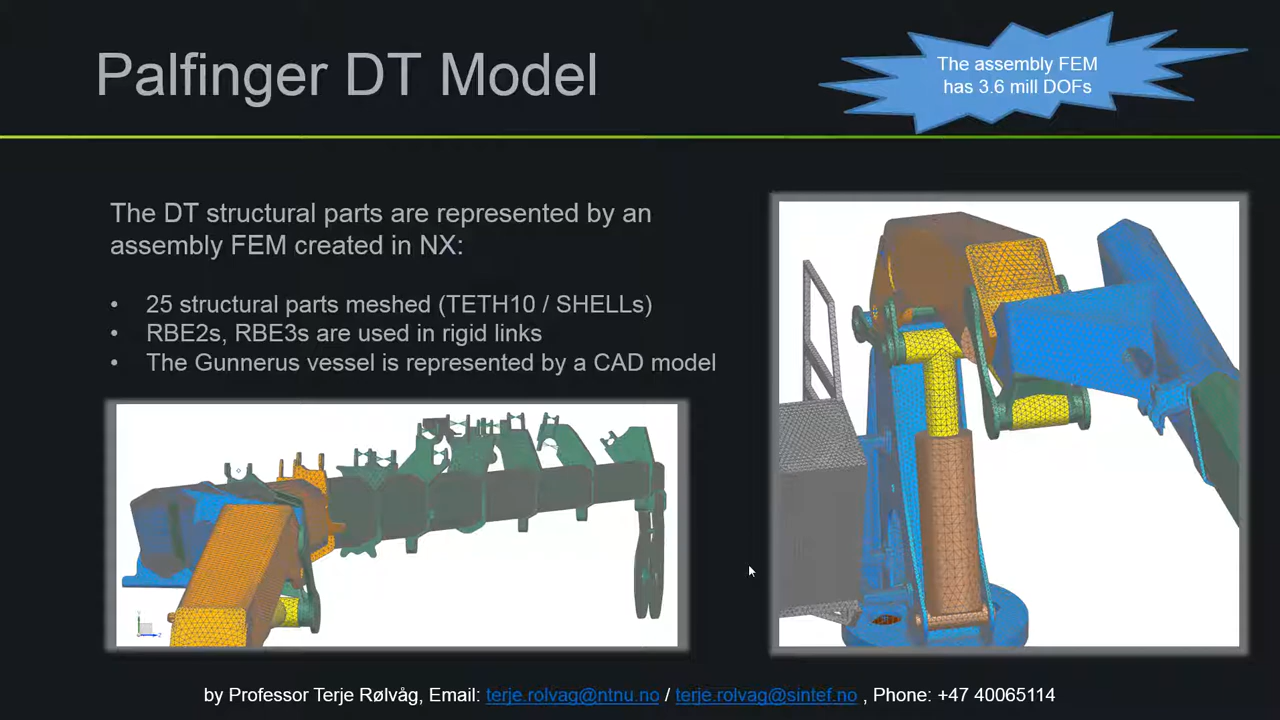 Palfinger DT Model
The assembly FEM
has 3.6 mill DOFs
The DT structural parts are represented by an
assembly FEM created in NX:
• 25 structural parts meshed (TETH10 / SHELLs)
• RBE2s, RBE3s are used in rigid links
• The Gunnerus vessel is represented by a CAD model
by Professor Terje Rølvåg, Email: terje.rolvag@ntnu.no / terje.rolvag@sintef.no , Phone: +47 40065114